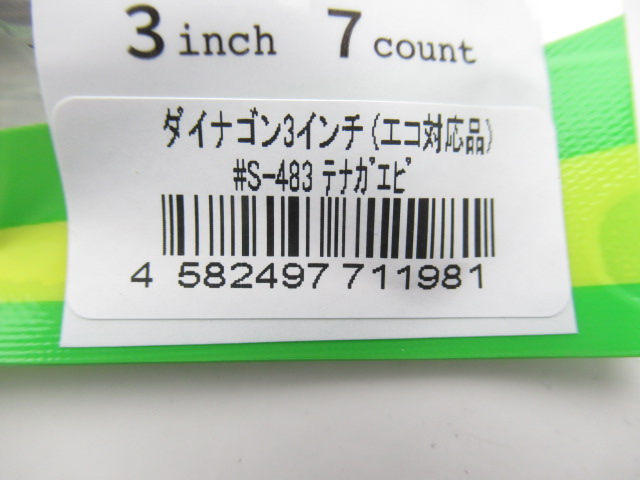 3 inch 7 count
ダイナゴン3インチ(エコ対応品)
#S-483 ﾃﾅｶﾞｴﾋﾞ
4 582497 711981